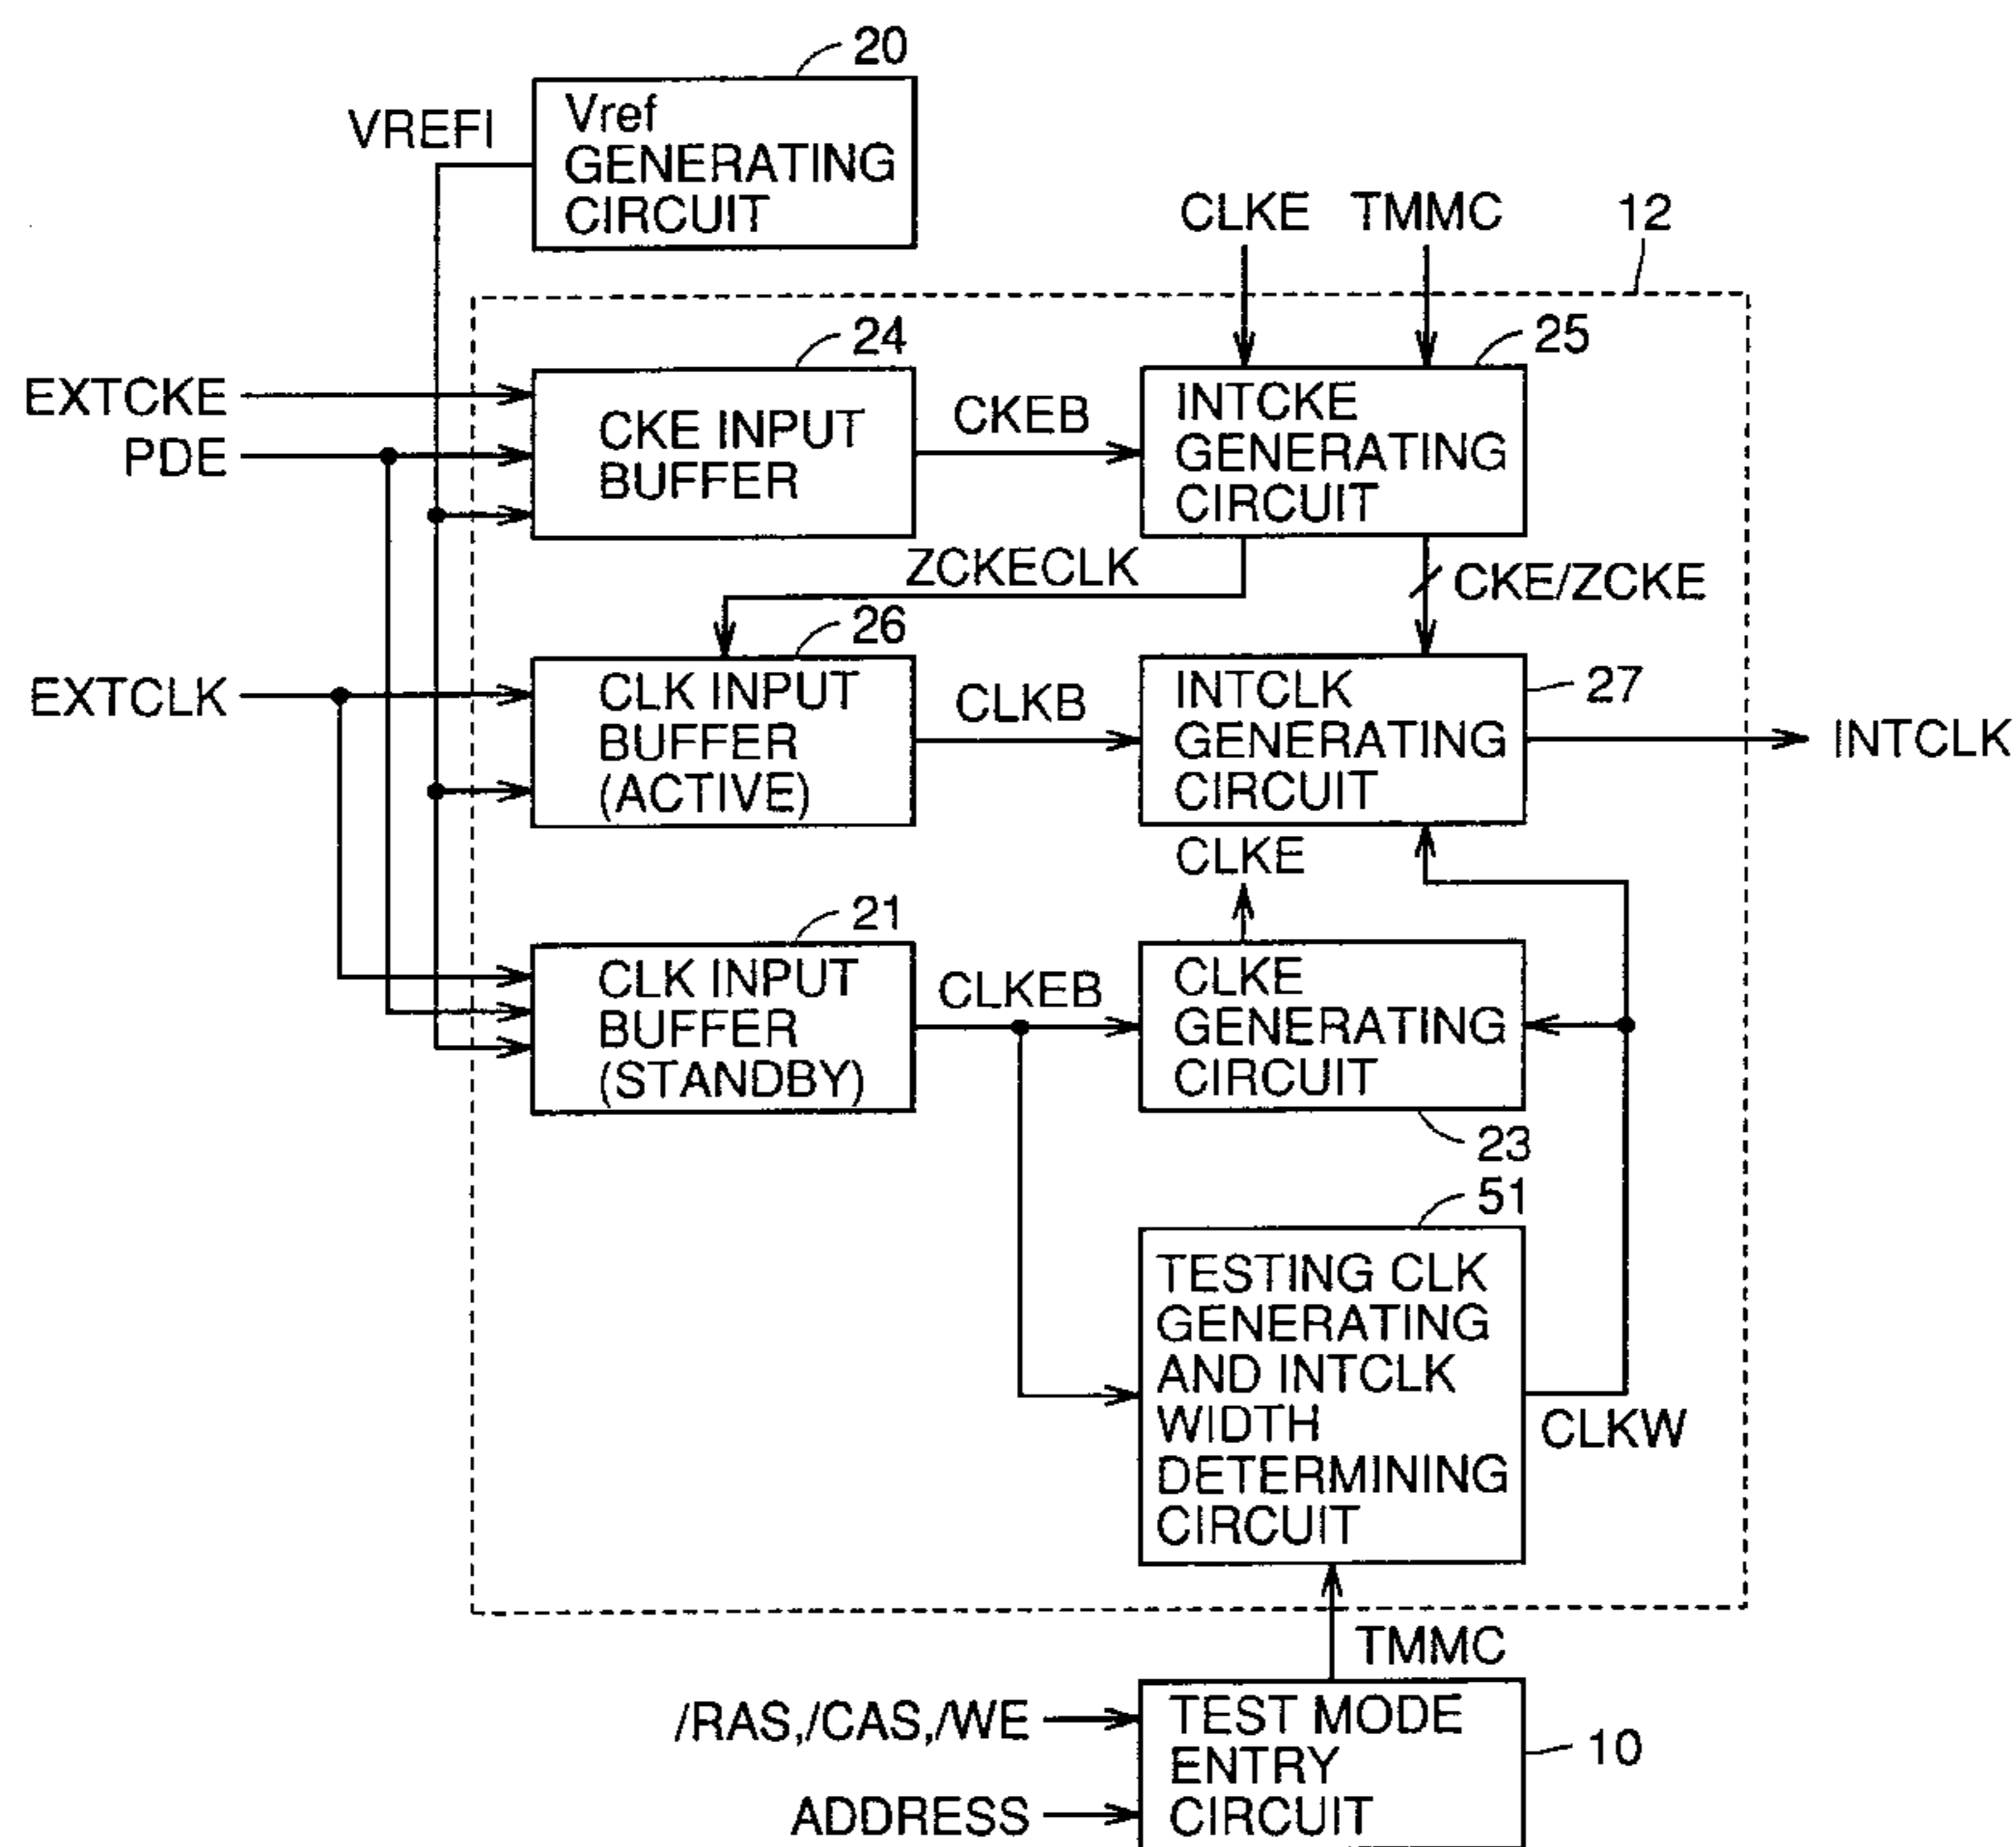 20
VREFI
Vref
GENERATING
CIRCUIT
CLKE
TMMC
12
24
25
EXTCKE
PDE
CKE INPUT
BUFFER
CKEB
INTCKE
GENERATING
CIRCUIT
ZCKECLK
CKE/ZCKE
26
27
EXTCLK
CLK INPUT
BUFFER
(ACTIVE)
CLKB
INTCLK
GENERATING
CIRCUIT
INTCLK
CLKE
21
CLK INPUT
BUFFER
(STANDBY)
CLKEB
CLKE
GENERATING
CIRCUIT
23
51
TESTING CLK
GENERATING
AND INTCLK
WIDTH
DETERMINING
CIRCUIT
CLKW
TMMC
/RAS,/CAS,/WE
ADDRESS
TEST MODE
ENTRY
CIRCUIT
10